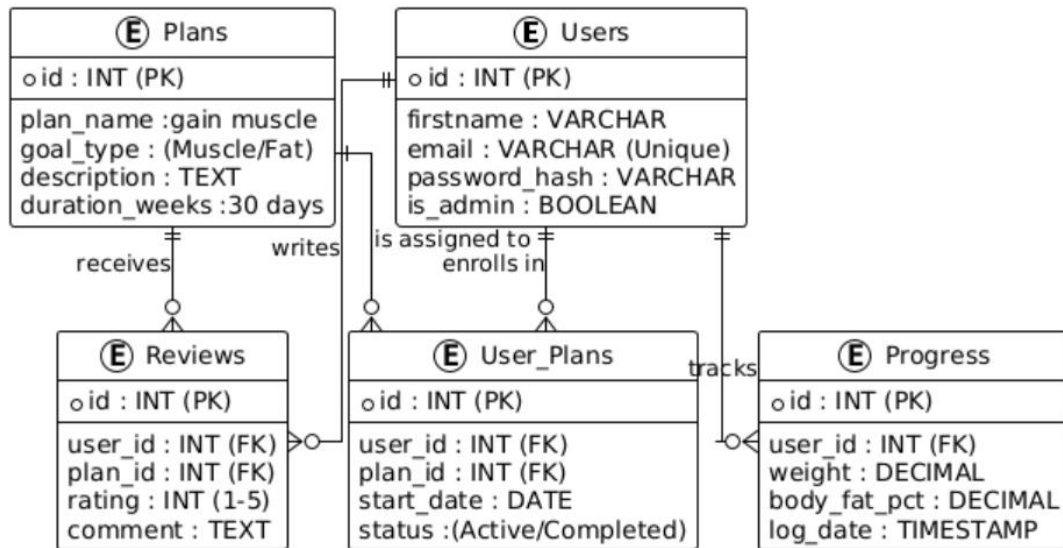 E Plans
id : INT (PK)
plan_name :gain muscle
goal_type : (Muscle/Fat)
description : TEXT
duration_weeks :30 days
E Users
id : INT (PK)
firstname : VARCHAR
email : VARCHAR (Unique)
password_hash : VARCHAR
is_admin : BOOLEAN
receives
writes
is assigned to
enrolls in
tracks
E Reviews
id : INT (PK)
user_id : INT (FK)
plan_id : INT (FK)
rating : INT (1-5)
comment : TEXT
E User_Plans
id : INT (PK)
user_id : INT (FK)
plan_id : INT (FK)
start_date : DATE
status :(Active/Completed)
E Progress
id : INT (PK)
user_id : INT (FK)
weight : DECIMAL
body_fat_pct : DECIMAL
log_date : TIMESTAMP